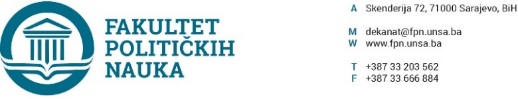 FAKULTET
POLITIČKIH
NAUKA
A Skenderija 72, 71000 Sarajevo, BiH
M dekanat@fpn.unsa.ba
W www.fpn.unsa.ba
T +387 33 203 562
F +387 33 666 884